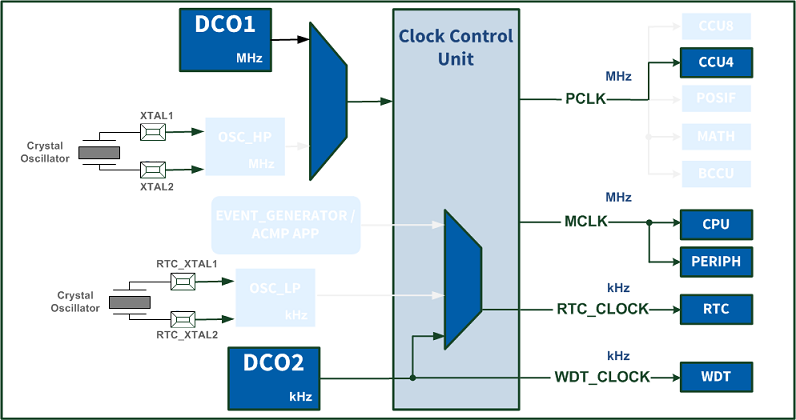 DCO1
MHz
Clock Control
Unit
CCU8
MHz
CCU4
PCLK
POSIF
XTAL1
OSC_HP
MHz
MATH
Crystal
Oscillator
XTAL2
BCCU
MHz
EVENT_GENERATOR /
ACMP APP
MCLK
CPU
PERIPH
RTC_XTAL1
OSC_LP
kHz
kHz
Crystal
Oscillator
RTC_CLOCK
RTC
RTC_XTAL2
DCO2
kHz
kHz
WDT_CLOCK
WDT